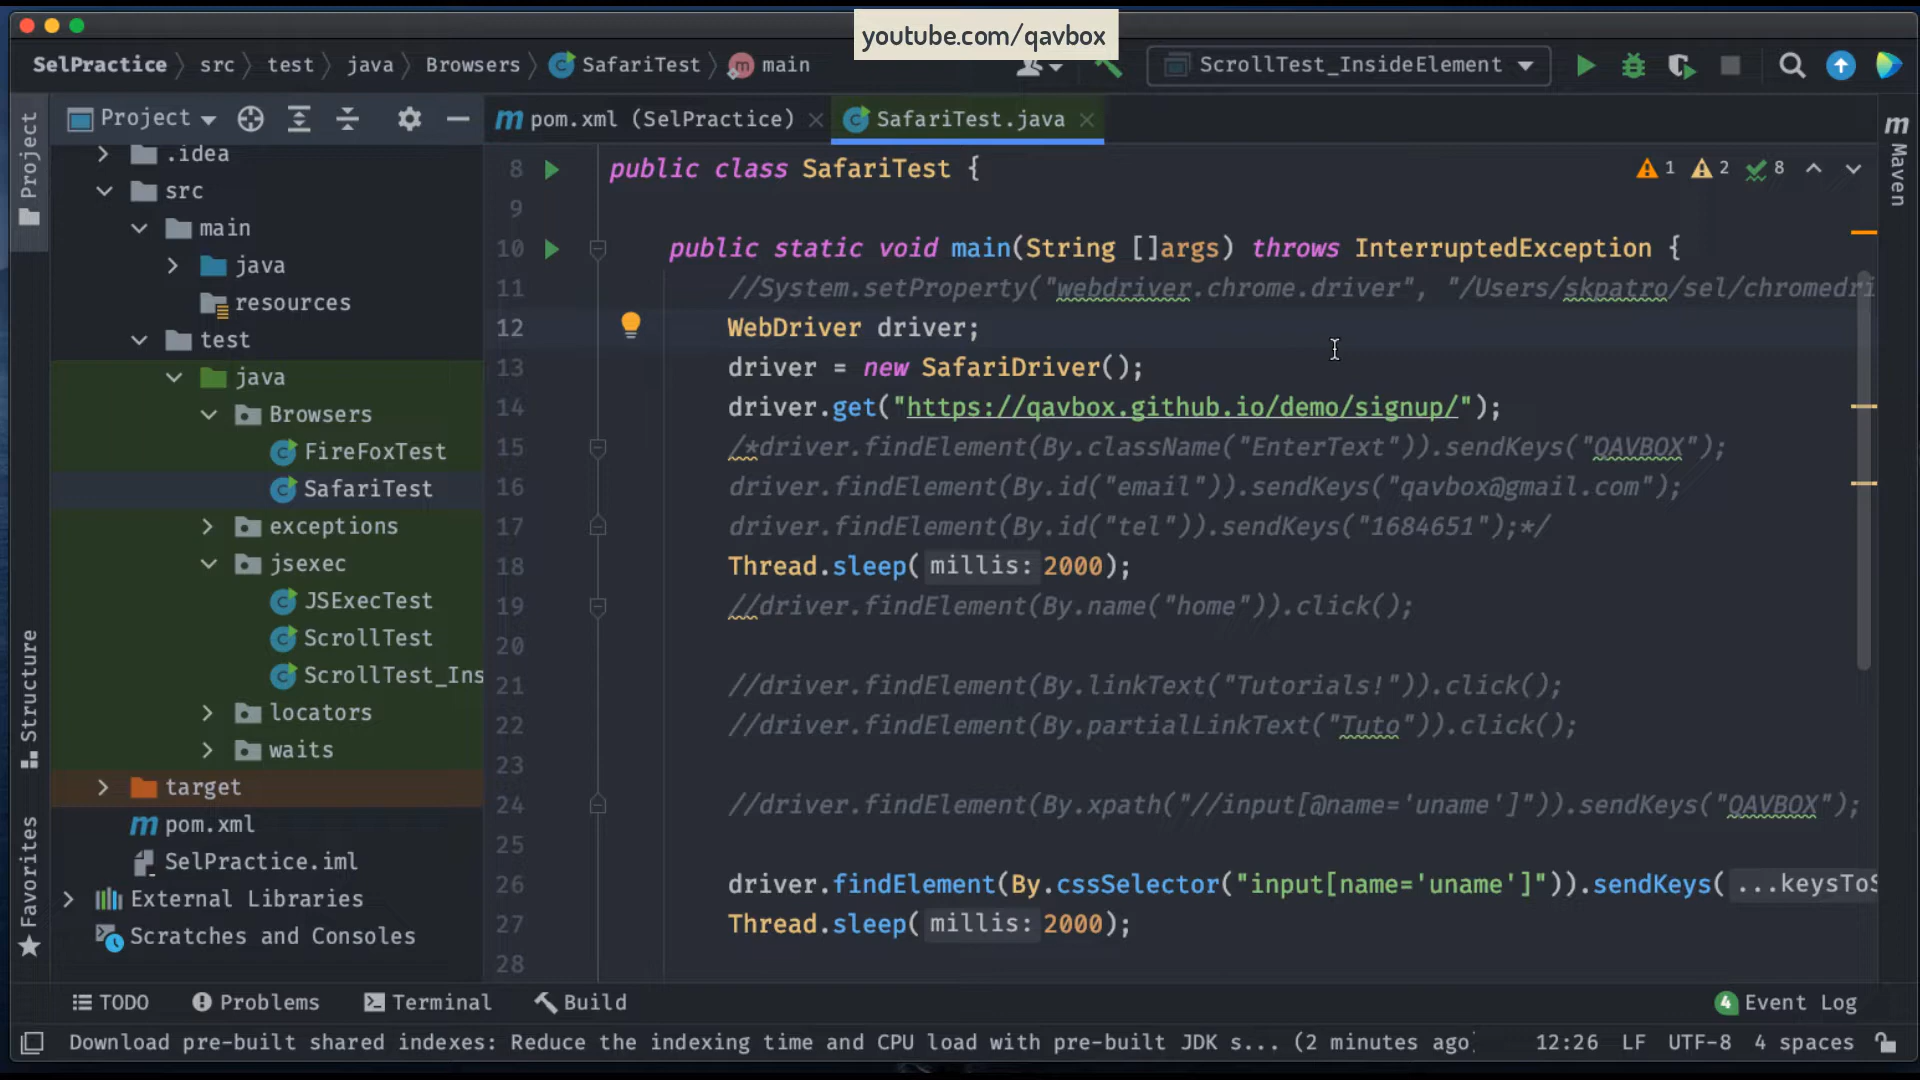 youtube.com/qavbox
SelPractice src test java Browsers SafariTest main
ScrollTest_InsideElement
Project
pom.xml (SelPractice)
SafariTest.java
Project
Structure
Favorites
Maven
.idea
src
main
java
resources
test
java
Browsers
FireFoxTest
SafariTest
exceptions
jsexec
JSExecTest
ScrollTest
ScrollTest_Ins
locators
waits
target
pom.xml
SelPractice.iml
External Libraries
Scratches and Consoles
1 2 8
8 public class SafariTest {
9
10 public static void main(String []args) throws InterruptedException {
11 //System.setProperty("webdriver.chrome.driver", "/Users/skpatro/sel/chromedri
12 WebDriver driver;
13 driver = new SafariDriver();
14 driver.get("https://qavbox.github.io/demo/signup/");
15 /*driver.findElement(By.className("EnterText")).sendKeys("QAVBOX");
16 driver.findElement(By.id("email")).sendKeys("qavbox@gmail.com");
17 driver.findElement(By.id("tel")).sendKeys("1684651");*/
18 Thread.sleep( millis: 2000);
19 //driver.findElement(By.name("home")).click();
20
21 //driver.findElement(By.linkText("Tutorials!")).click();
22 //driver.findElement(By.partialLinkText("Tuto")).click();
23
24 //driver.findElement(By.xpath("//input[@name='uname']")).sendKeys("QAVBOX");
25
26 driver.findElement(By.cssSelector("input[name='uname']")).sendKeys( ...keysToS
27 Thread.sleep( millis: 2000);
28
TODO Problems Terminal Build 4 Event Log
Download pre-built shared indexes: Reduce the indexing time and CPU load with pre-built JDK s... (2 minutes ago) 12:26 LF UTF-8 4 spaces